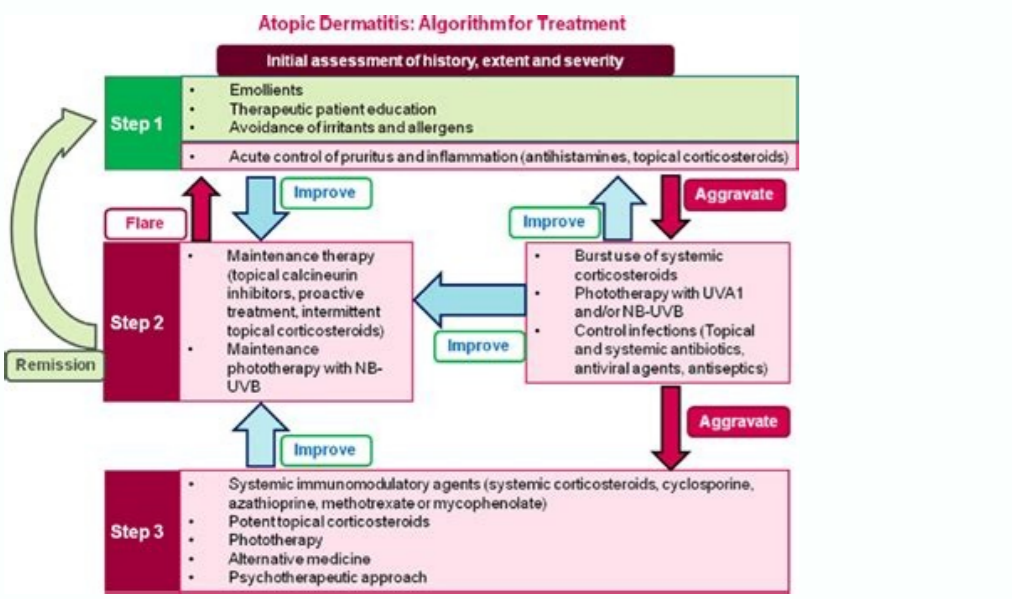 Atopic Dermatitis: Algorithm for Treatment
Initial assessment of history, extent and severity
Step 1
• Emollients
• Therapeutic patient education
• Avoidance of irritants and allergens
• Acute control of pruritus and inflammation (antihistamines, topical corticosteroids)
Flare
Improve
Improve
Aggravate
Step 2
• Maintenance therapy
(topical calcineurin
inhibitors, proactive
treatment, intermittent
topical corticosteroids)
• Maintenance
phototherapy with NB-
UVB
Improve
• Burst use of systemic
corticosteroids
• Phototherapy with UVA1
and/or NB-UVB
• Control infections (Topical
and systemic antibiotics,
antiviral agents, antiseptics)
Remission
Improve
Aggravate
Step 3
• Systemic immunomodulatory agents (systemic corticosteroids, cyclosporine,
azathioprine, methotrexate or mycophenolate)
• Potent topical corticosteroids
• Phototherapy
• Alternative medicine
• Psychotherapeutic approach